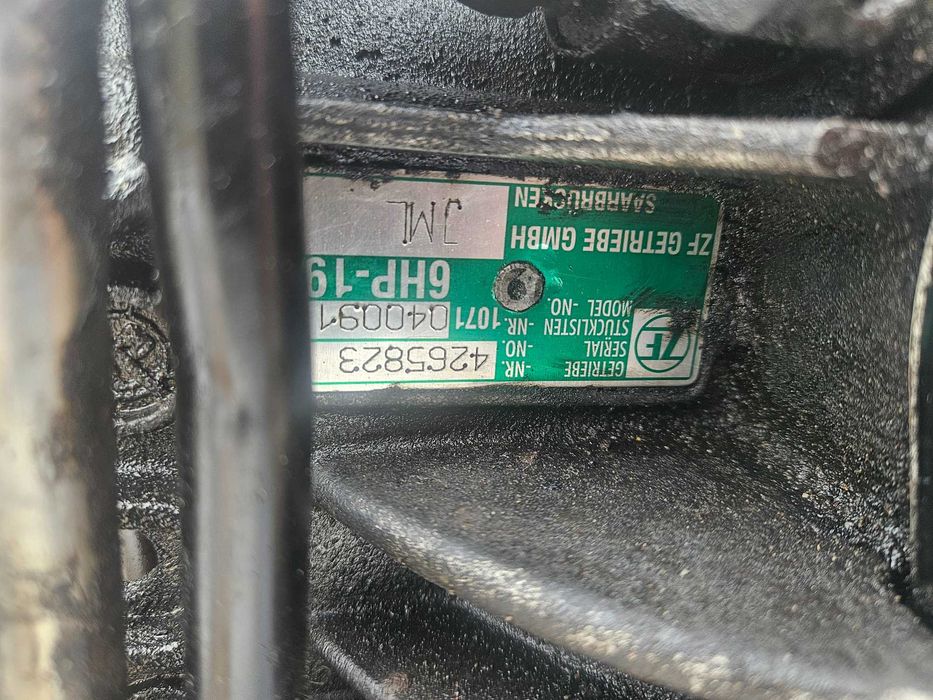 ZF
GETRIEBE -NR.
SERIAL -NO.
4265823
STÜCKLISTEN -NR.
MODEL -NO.
1071
040091
6HP-19
ZF GETRIEBE GMBH
SAARBRÜCKEN
JML